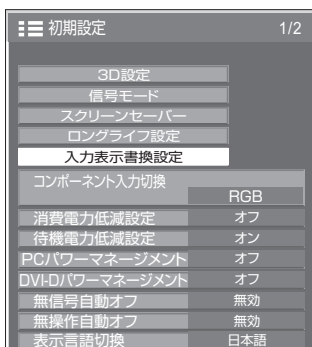 初期設定 1/2
3D設定
信号モード
スクリーンセーバー
ロングライフ設定
入力表示書換設定
コンポーネント入力切換
RGB
消費電力低減設定 オフ
待機電力低減設定 オン
PCパワーマネージメント オフ
DVI-Dパワーマネージメント オフ
無信号自動オフ 無効
無操作自動オフ 無効
表示言語切換 日本語